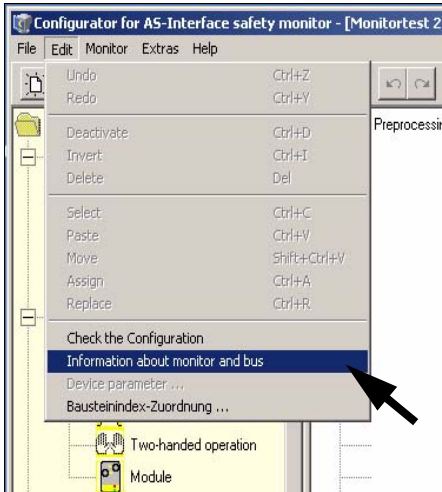 Configurator for AS-Interface safety monitor - [Monitortest 2
File Edit Monitor Extras Help
Undo Ctrl+Z
Redo Ctrl+Y
Preprocessin
Deactivate Ctrl+D
Invert Ctrl+I
Delete Del
Select Ctrl+C
Paste Ctrl+V
Move Shift+Ctrl+V
Assign Ctrl+A
Replace Ctrl+R
Check the Configuration
Information about monitor and bus
Device parameter ...
Bausteinindex-Zuordnung ...
Two-handed operation
Module